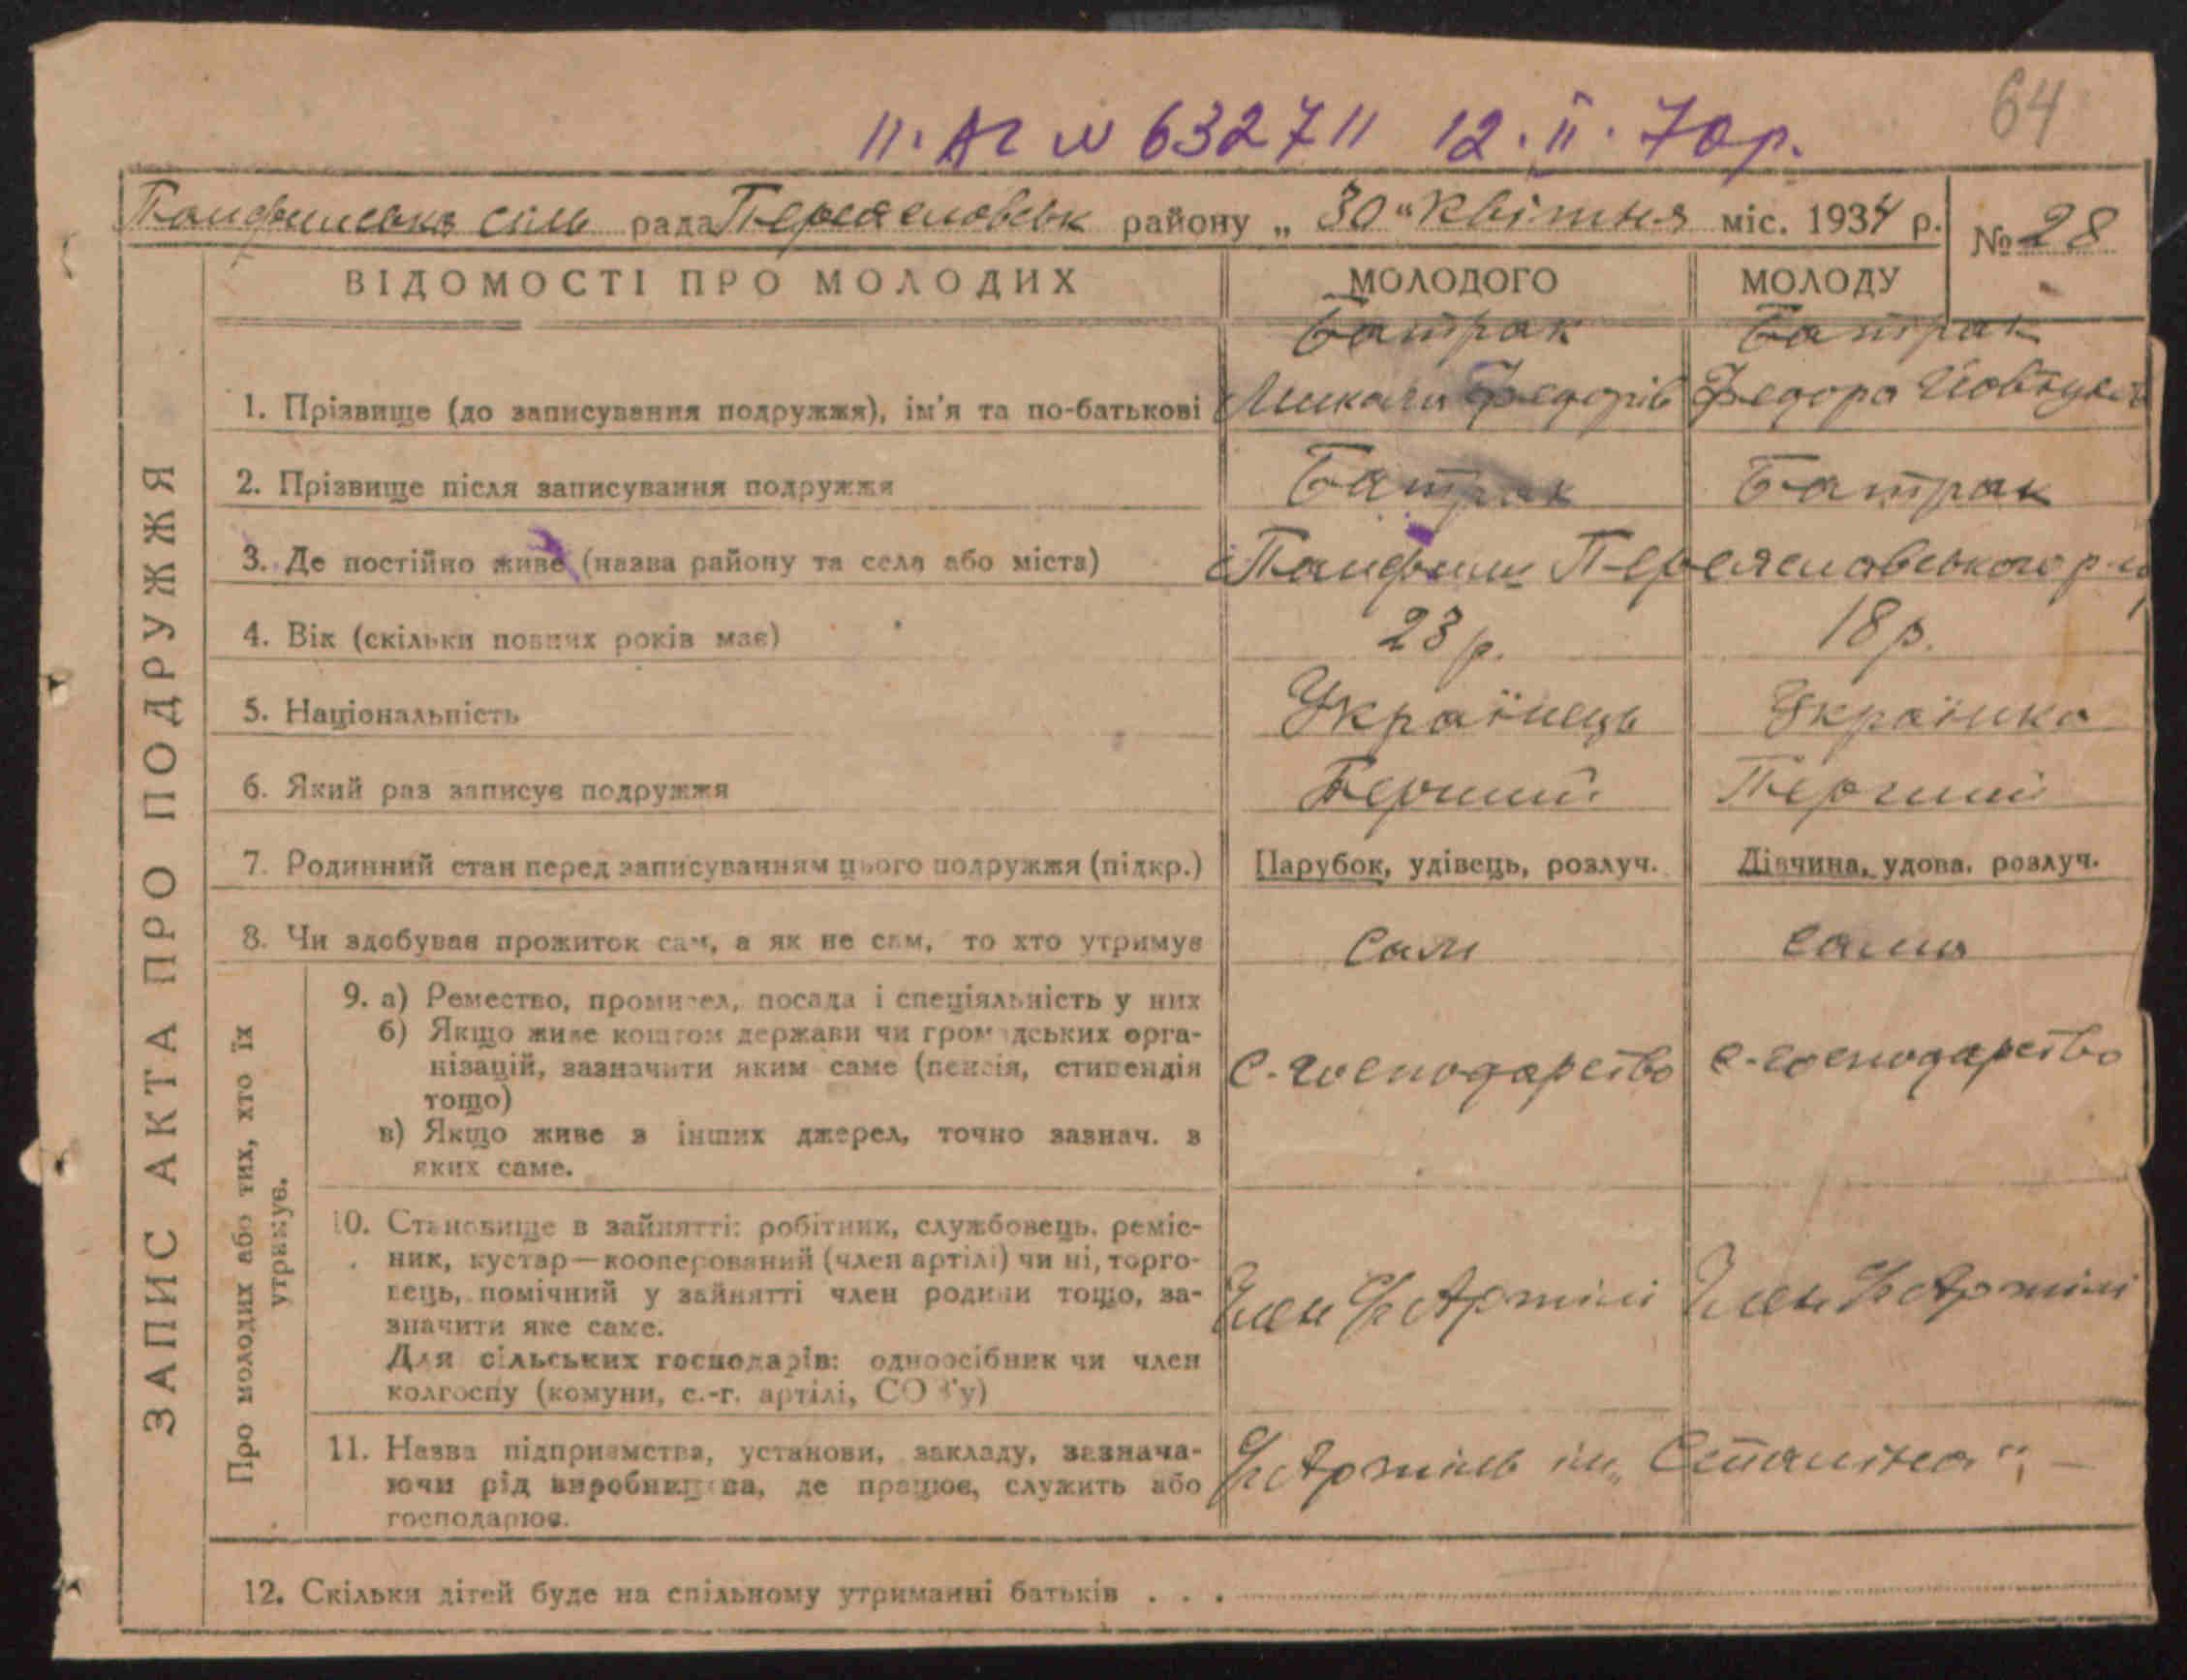 64
II. АГ № 632711 12.II.70р.
Панфильська сіль рада Переяславськ району „30“ Квітня міс. 1934 р. № 28
ВІДОМОСТІ ПРО МОЛОДИХ МОЛОДОГО МОЛОДУ
Батрак Батрак
1. Прізвище (до записування подружжя), ім'я та по-батькові Микола Федорів Федора
2. Прізвище після записування подружжя Батрак Батрак
3. Де постійно живе (назва району та села або міста) с Панфили Переяславського р-н
4. Вік (скільки повних років має) 23 р. 18 р.
5. Національність Українець Українка
6. Який раз записує подружжя Перший Перший
7. Родинний стан перед записуванням цього подружжя (підкр.) Парубок, удівець, розлуч. Дівчина, удова, розлуч.
8. Чи здобував прожиток сам, а як не сам, то хто утримує Сам сама
9. а) Ремество, промисел, посада і спеціяльність у них
б) Якщо живе коштом держави чи громадських орга-
нізацій, зазначити яким саме (пенсія, стипендія с-господарство с-господарство
тощо)
в) Якщо живе з інших джерел, точно зазнач. з
яких саме.
10. Становище в зайнятті: робітник, службовець, реміс-
ник, кустар—кооперований (член артілі) чи ні, торго-
вець, помічний у зайнятті член родини тощо, за- Член с/г Артілі Член с/г Артілі
значити яке саме.
Для сільських господарів: одноосібник чи член
колгоспу (комуни, с.-г. артілі, СОЗ'у)
11. Назва підприємства, установи, закладу, зазнача- с/г Артіль ім. „Сталіна“ —
ючи рід виробництва, де працює, служить або
господарює.
12. Скільки дітей буде на спільному утриманні батьків . . .
ЗАПИС АКТА ПРО ПОДРУЖЖЯ
Про молодих або тих, хто їх
утримує.